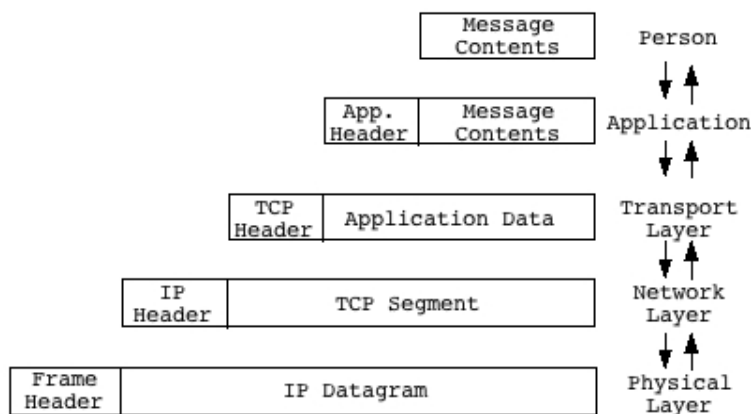 Message
Contents
Person
App.
Header
Message
Contents
Application
TCP
Header
Application Data
Transport
Layer
IP
Header
TCP Segment
Network
Layer
Frame
Header
IP Datagram
Physical
Layer